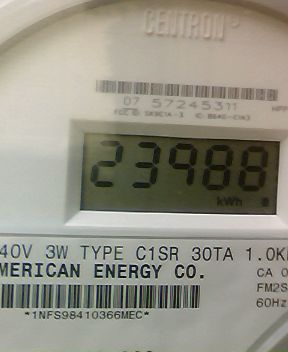 CENTRON®
07 57245311
23988
kWh
40V 3W TYPE C1SR 30TA 1.0K
MERICAN ENERGY CO.
CA 0
FM2S
*1NFS98410366MEC*
60Hz